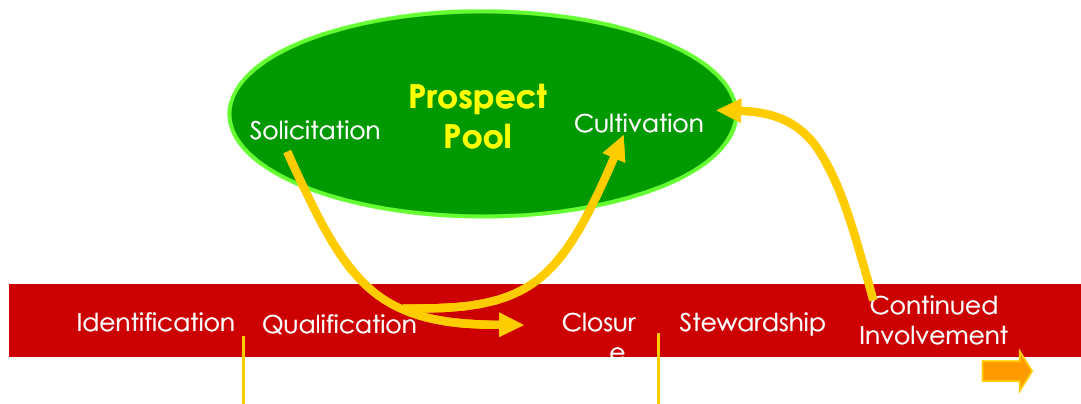 Prospect
Pool
Solicitation
Cultivation
Identification
Qualification
Closur
e
Stewardship
Continued
Involvement